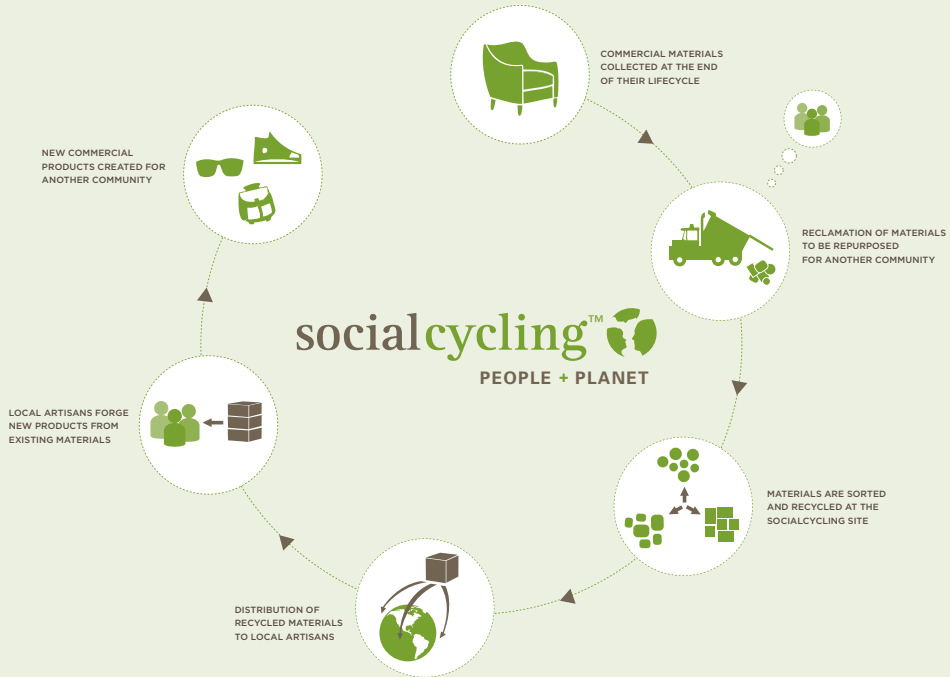 COMMERCIAL MATERIALS
COLLECTED AT THE END
OF THEIR LIFECYCLE
RECLAMATION OF MATERIALS
TO BE REPURPOSED
FOR ANOTHER COMMUNITY
MATERIALS ARE SORTED
AND RECYCLED AT THE
SOCIALCYCLING SITE
DISTRIBUTION OF
RECYCLED MATERIALS
TO LOCAL ARTISANS
LOCAL ARTISANS FORGE
NEW PRODUCTS FROM
EXISTING MATERIALS
NEW COMMERCIAL
PRODUCTS CREATED FOR
ANOTHER COMMUNITY
socialcycling™
PEOPLE + PLANET